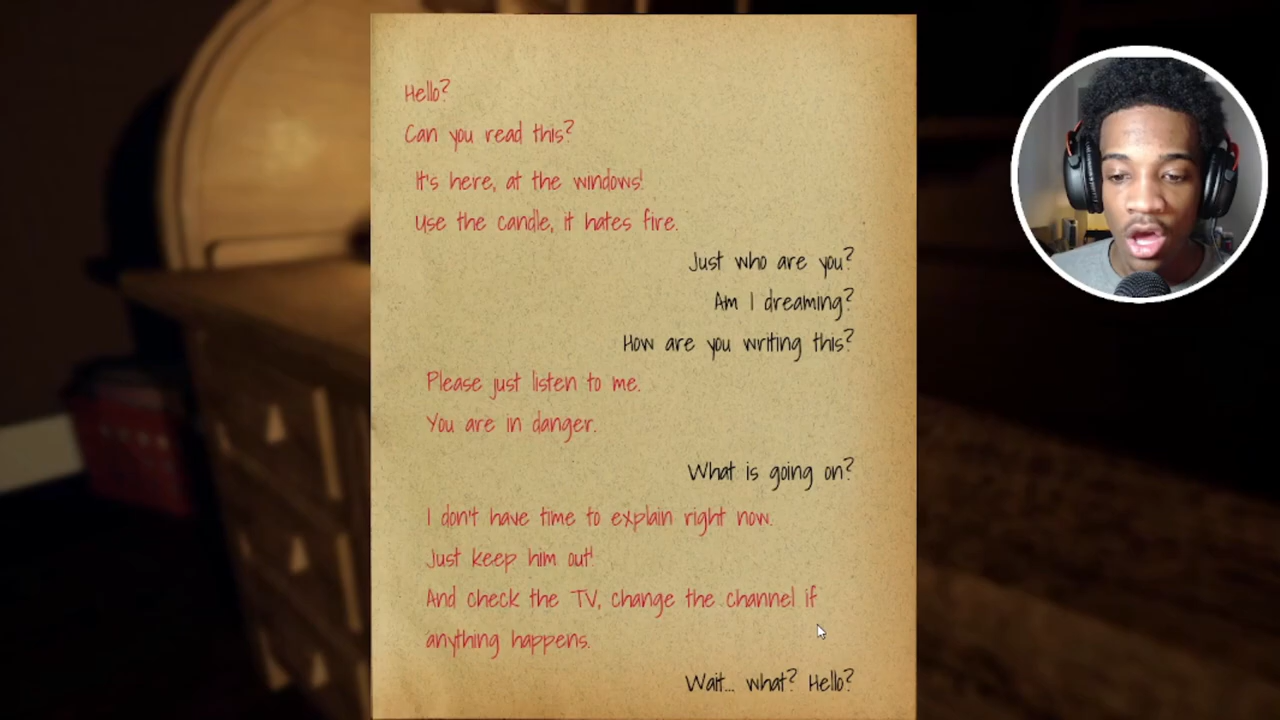 Hello?
Can you read this?
It's here, at the windows!
Use the candle, it hates fire.
Just who are you?
Am I dreaming?
How are you writing this?
Please just listen to me.
You are in danger.
What is going on?
I don't have time to explain right now.
Just keep him out!
And check the TV, change the channel if
anything happens.
Wait... what? Hello?